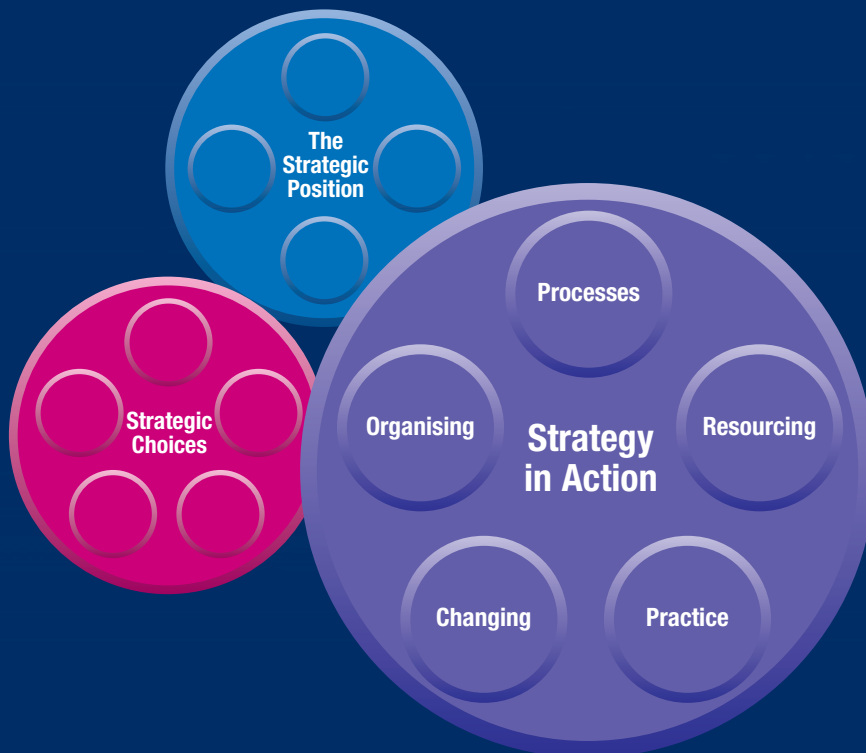 The
Strategic
Position
Strategic
Choices
Processes
Organising
Strategy
in Action
Resourcing
Changing
Practice